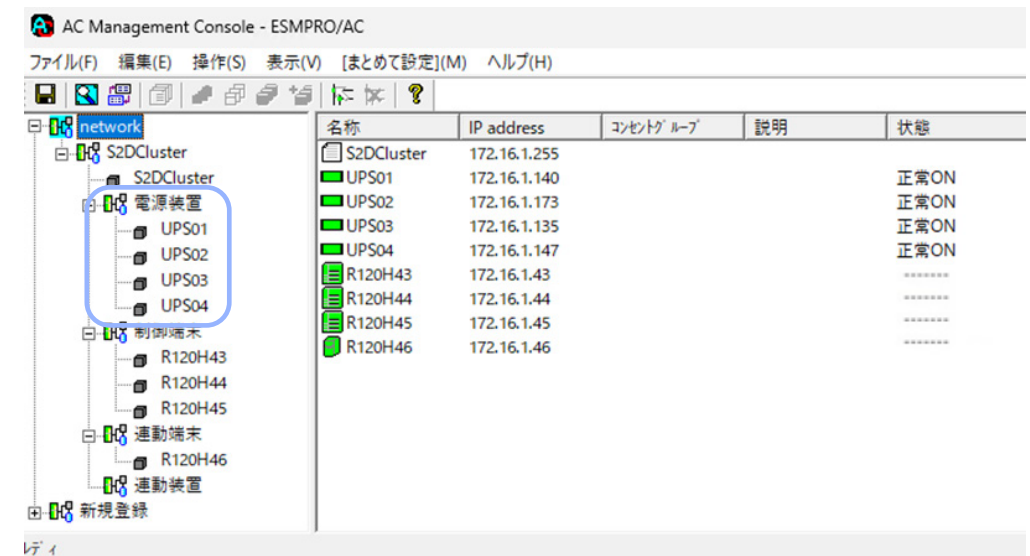 AC Management Console - ESMPRO/AC
ファイル(F) 編集(E) 操作(S) 表示(V) [まとめて設定](M) ヘルプ(H)
network
S2DCluster
S2DCluster
電源装置
UPS01
UPS02
UPS03
UPS04
制御端末
R120H43
R120H44
R120H45
連動端末
R120H46
連動装置
新規登録
名称 IP address コンセントグループ 説明 状態
S2DCluster 172.16.1.255
UPS01 172.16.1.140 正常ON
UPS02 172.16.1.173 正常ON
UPS03 172.16.1.135 正常ON
UPS04 172.16.1.147 正常ON
R120H43 172.16.1.43 -------
R120H44 172.16.1.44 -------
R120H45 172.16.1.45 -------
R120H46 172.16.1.46 -------
ルディ